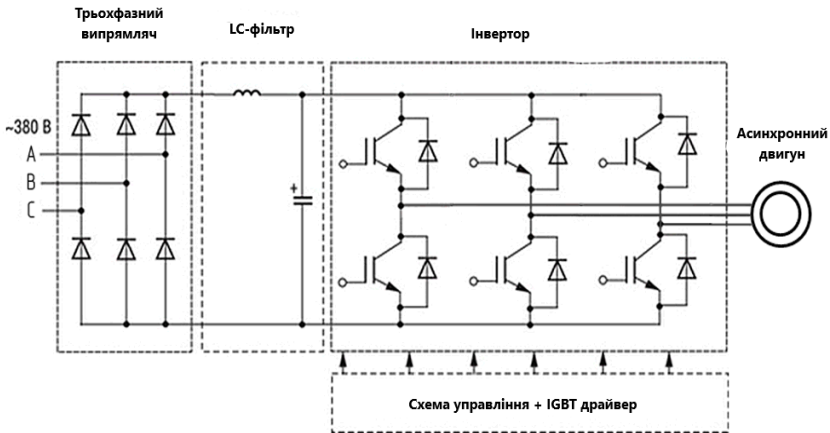 Трьохфазний
випрямляч
LC-фільтр
Інвертор
~380 В
A
B
C
+
Асинхронний
двигун
Схема управління + IGBT драйвер